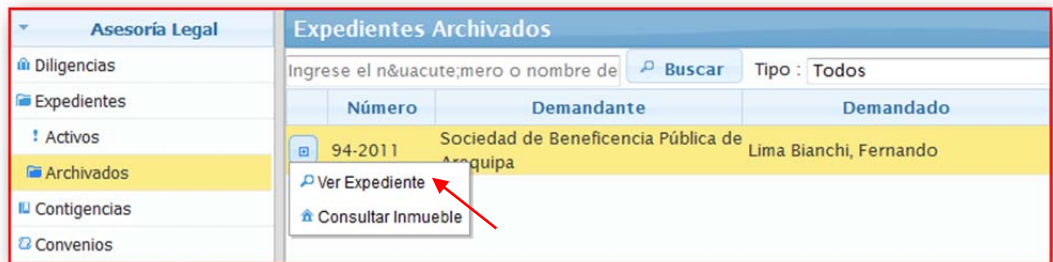 Asesoría Legal
Diligencias
Expedientes
Activos
Archivados
Contigencias
Convenios
Expedientes Archivados
Ingrese el n&uacute;mero o nombre de Buscar Tipo : Todos
Número Demandante Demandado
94-2011 Sociedad de Beneficencia Pública de Lima Bianchi, Fernando
Arequipa
Ver Expediente
Consultar Inmueble